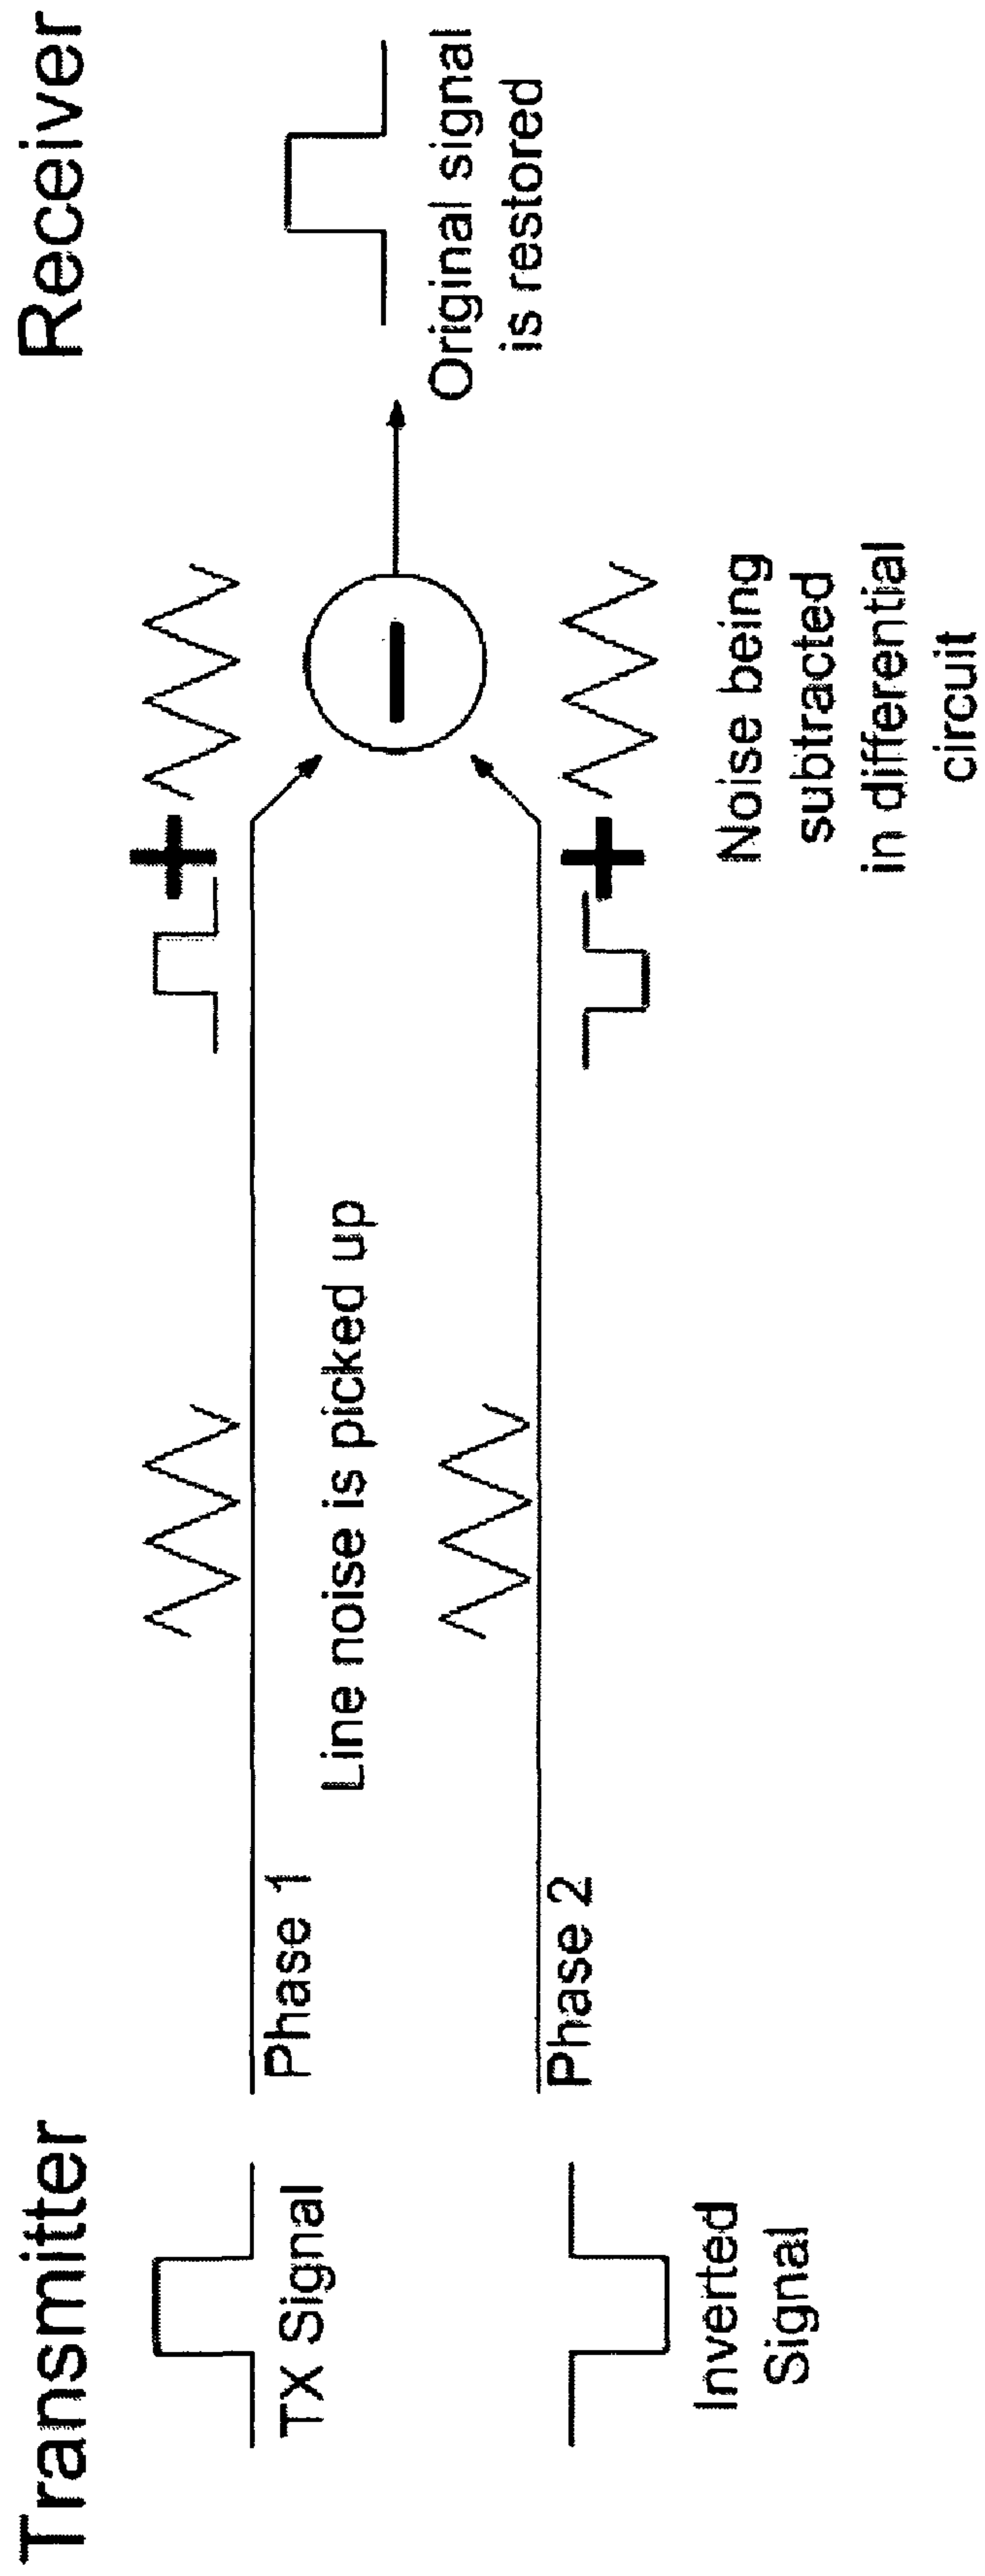 Transmitter
Receiver
TX Signal
Phase 1
Line noise is picked up
Original signal
is restored
Phase 2
Inverted
Signal
Noise being
subtracted
in differential
circuit